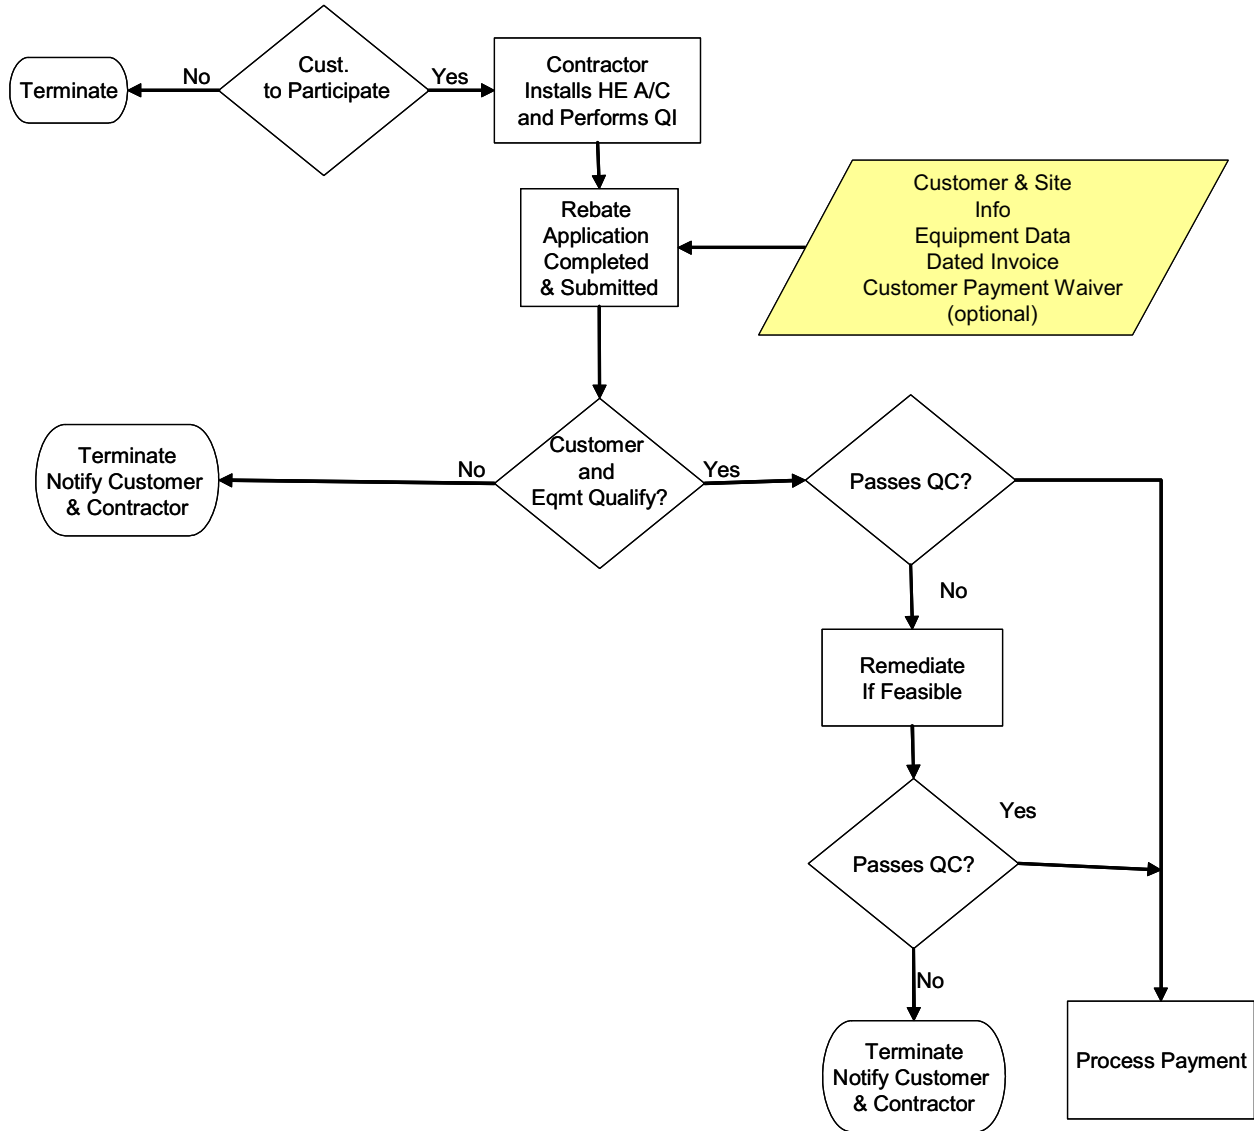 Terminate
No
Cust.
to Participate
Yes
Contractor
Installs HE A/C
and Performs QI
Rebate
Application
Completed
& Submitted
Customer & Site
Info
Equipment Data
Dated Invoice
Customer Payment Waiver
(optional)
Terminate
Notify Customer
& Contractor
No
Customer
and
Eqmt Qualify?
Yes
Passes QC?
No
Remediate
If Feasible
Yes
Passes QC?
No
Terminate
Notify Customer
& Contractor
Process Payment